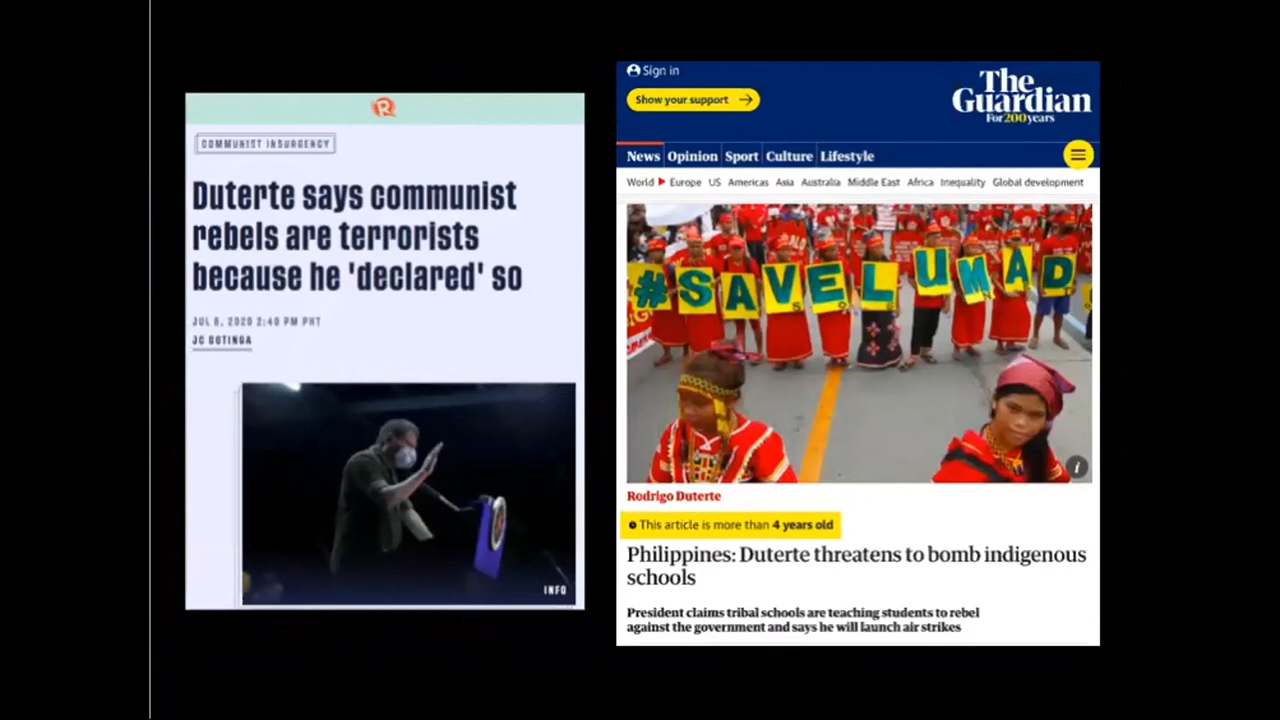 R
COMMUNIST INSURGENCY
Duterte says communist
rebels are terrorists
because he 'declared' so
JUL 8, 2020 2:40 PM PHT
JC GOTINGA
INFO
Sign in
Show your support
The
Guardian
For 200 years
News Opinion Sport Culture Lifestyle
World Europe US Americas Asia Australia Middle East Africa Inequality Global development
#SAVELUMAD
i
Rodrigo Duterte
This article is more than 4 years old
Philippines: Duterte threatens to bomb indigenous
schools
President claims tribal schools are teaching students to rebel
against the government and says he will launch air strikes